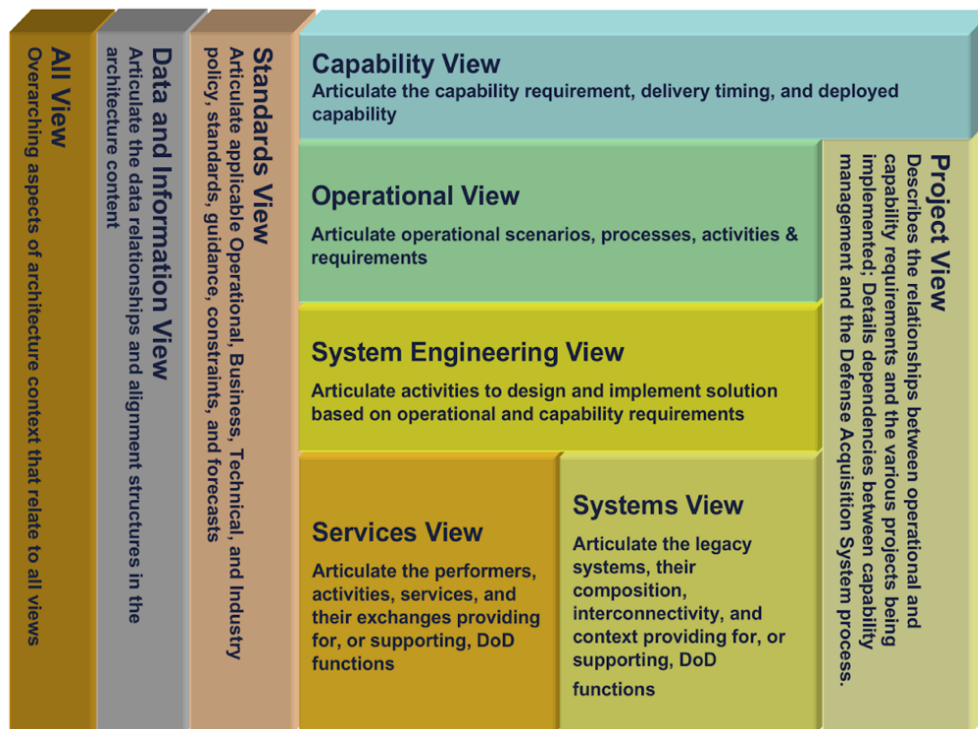 All View
Overarching aspects of architecture context that relate to all views
Data and Information View
Articulate the data relationships and alignment structures in the
architecture content
Standards View
Articulate applicable Operational, Business, Technical, and Industry
policy, standards, guidance, constraints, and forecasts
Capability View
Articulate the capability requirement, delivery timing, and deployed
capability
Operational View
Articulate operational scenarios, processes, activities &
requirements
System Engineering View
Articulate activities to design and implement solution
based on operational and capability requirements
Services View
Articulate the performers,
activities, services, and
their exchanges providing
for, or supporting, DoD
functions
Systems View
Articulate the legacy
systems, their
composition,
interconnectivity, and
context providing for, or
supporting, DoD
functions
Project View
Describes the relationships between operational and
capability requirements and the various projects being
implemented; Details dependencies between capability
management and the Defense Acquisition System process.